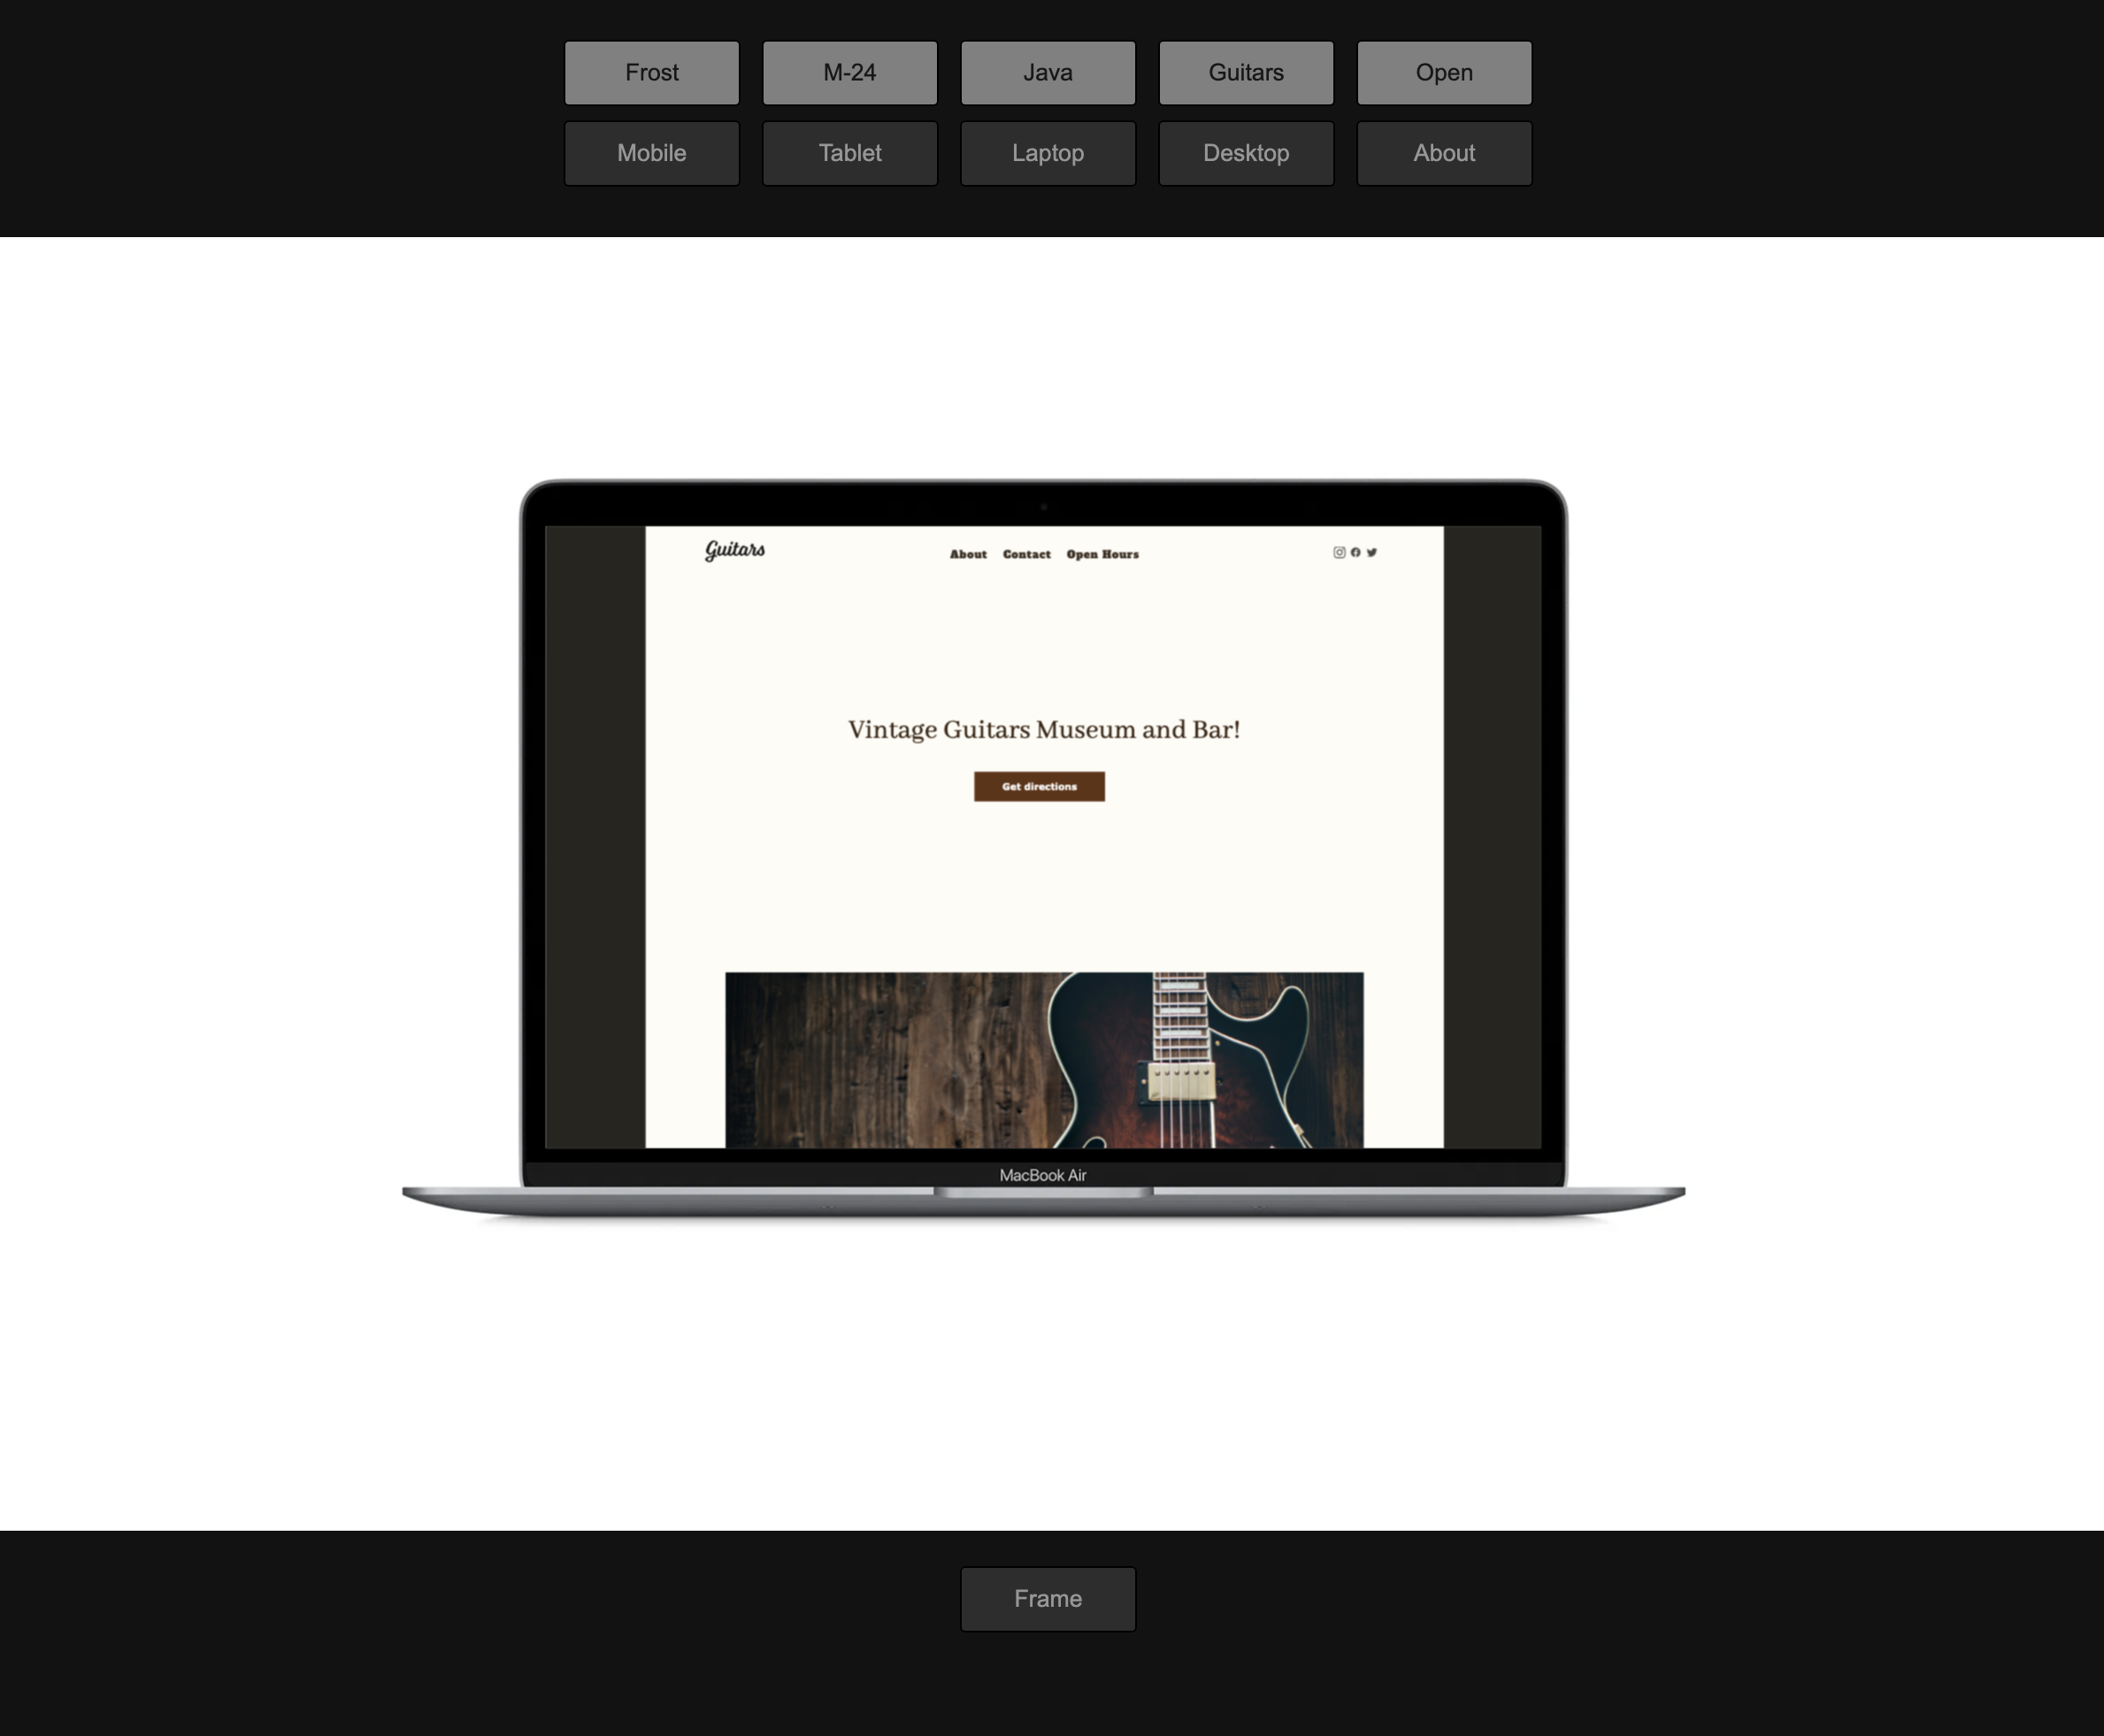 Frost M-24 Java Guitars Open
Mobile Tablet Laptop Desktop About
Guitars About Contact Open Hours
Vintage Guitars Museum and Bar!
Get directions
MacBook Air
Frame